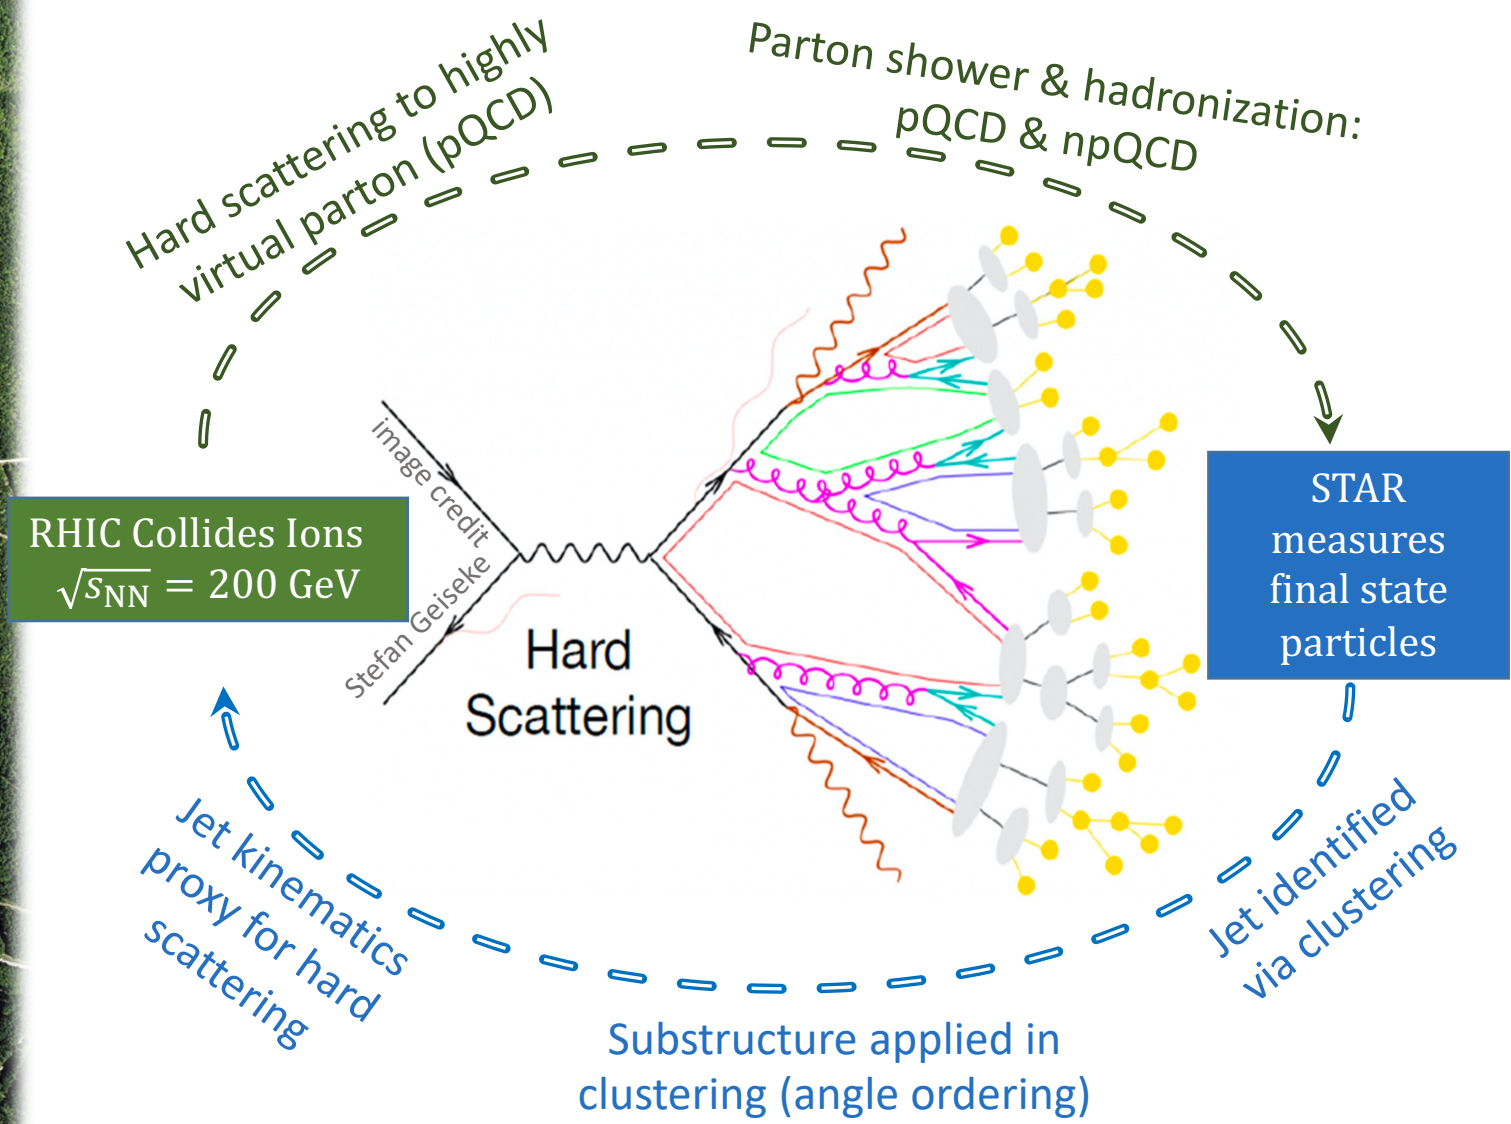 Hard scattering to highly
virtual parton (pQCD)
Parton shower & hadronization:
pQCD & npQCD
RHIC Collides Ions
√sNN = 200 GeV
image credit
Stefan Geiseke
Hard
Scattering
STAR
measures
final state
particles
Jet identified
via clustering
Substructure applied in
clustering (angle ordering)
Jet kinematics
proxy for hard
scattering